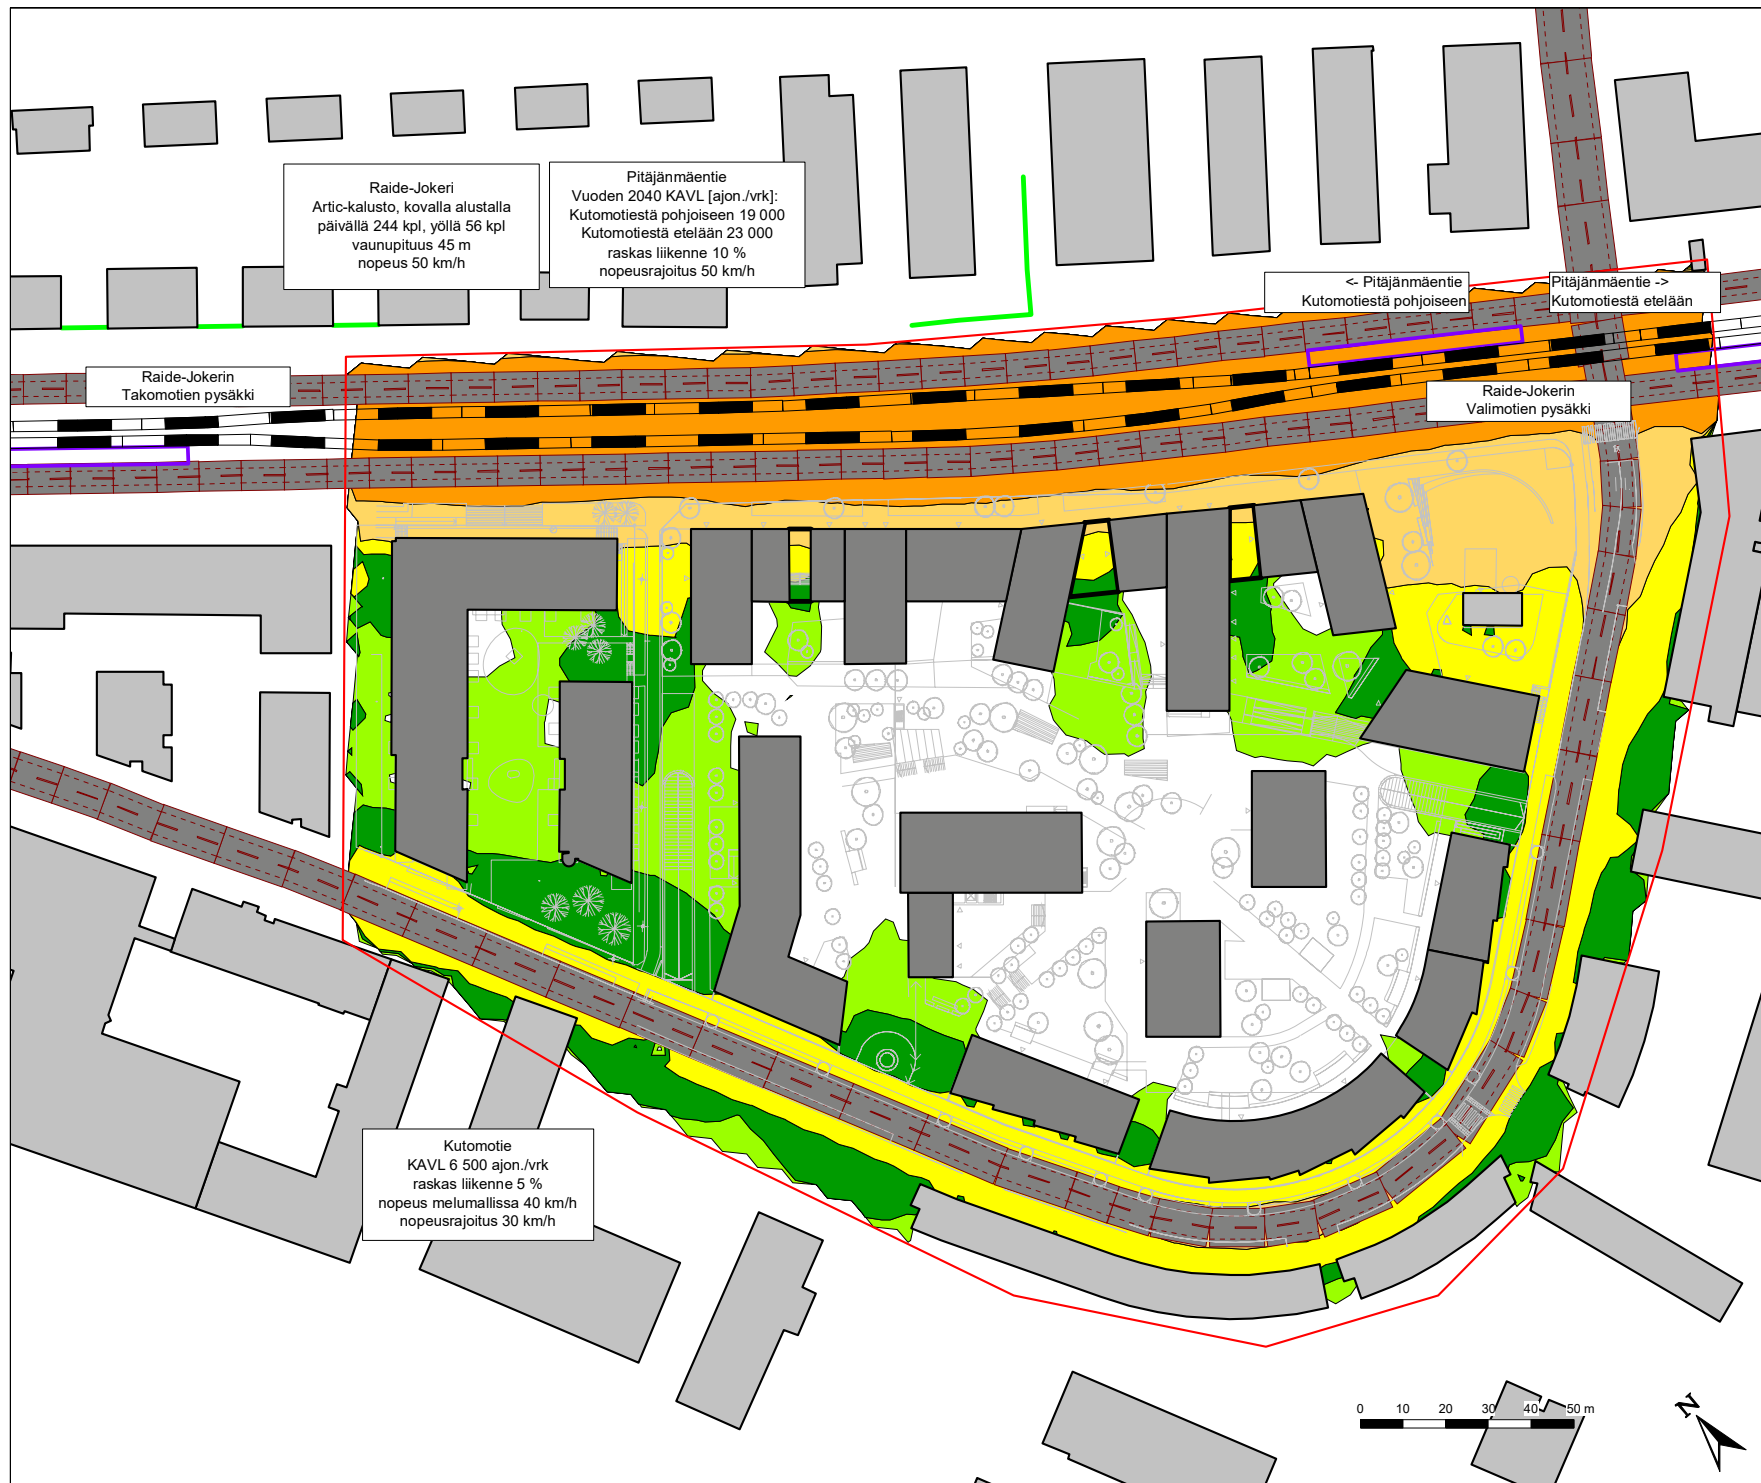 Raide-Jokeri
Artic-kalusto, kovalla alustalla
päivällä 244 kpl, yöllä 56 kpl
vaunupituus 45 m
nopeus 50 km/h
Pitäjänmäentie
Vuoden 2040 KAVL [ajon./vrk]:
Kutomotiestä pohjoiseen 19 000
Kutomotiestä etelään 23 000
raskas liikenne 10 %
nopeusrajoitus 50 km/h
<- Pitäjänmäentie
Kutomotiestä pohjoiseen
Pitäjänmäentie ->
Kutomotiestä etelään
Raide-Jokerin
Takomotien pysäkki
Raide-Jokerin
Valimotien pysäkki
Kutomotie
KAVL 6 500 ajon./vrk
raskas liikenne 5 %
nopeus melumallissa 40 km/h
nopeusrajoitus 30 km/h
0 10 20 30 40 50 m
N